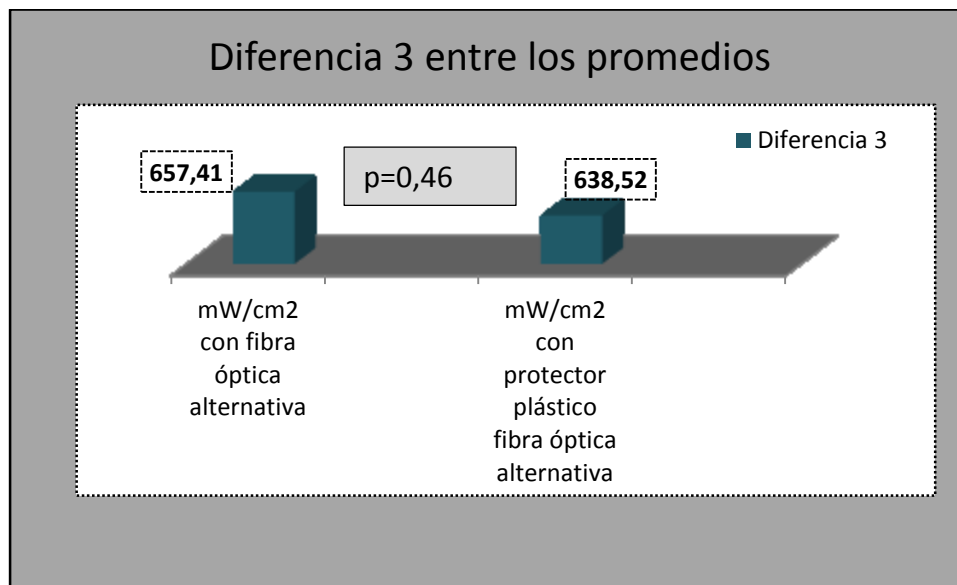 Diferencia 3 entre los promedios
Diferencia 3
657,41
p=0,46
638,52
mW/cm2
con fibra
óptica
alternativa
mW/cm2
con
protector
plástico
fibra óptica
alternativa